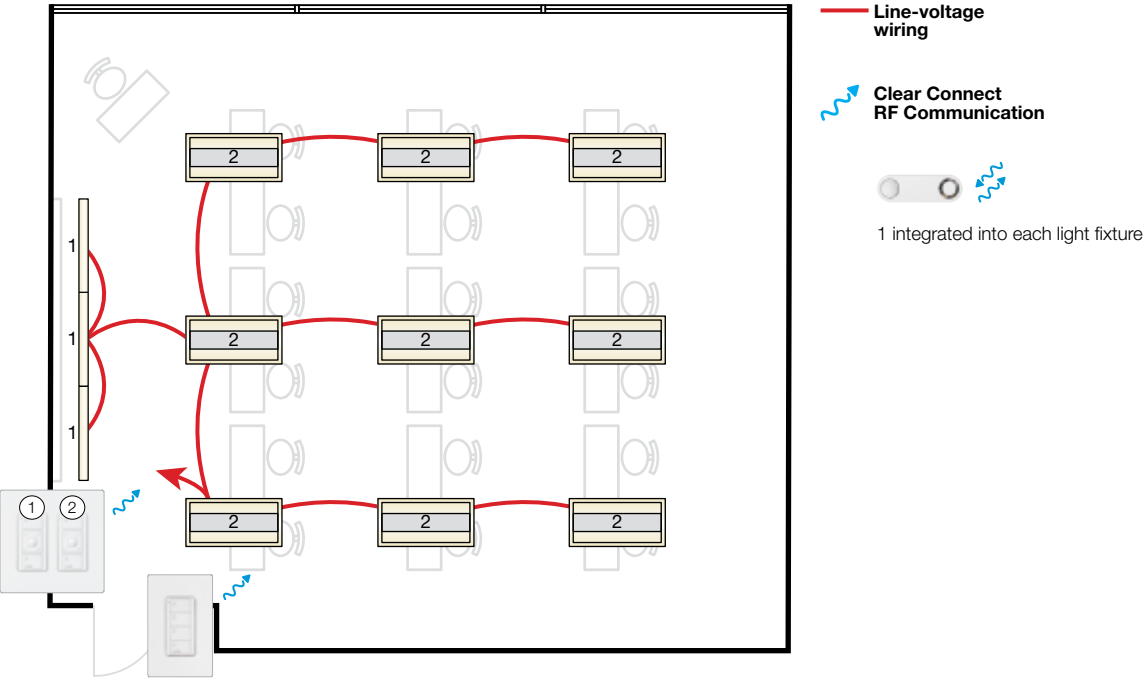 Line-voltage
wiring
Clear Connect
RF Communication
1 integrated into each light fixture
2 2 2
1
1 2 2 2
1
1 2
2 2 2